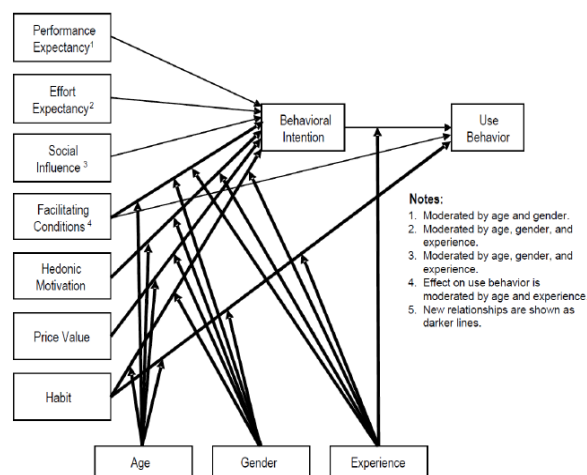 Performance
Expectancy1
Effort
Expectancy2
Social
Influence 3
Facilitating
Conditions 4
Hedonic
Motivation
Price Value
Habit
Behavioral
Intention
Use
Behavior
Notes:
1. Moderated by age and gender.
2. Moderated by age, gender, and
experience.
3. Moderated by age, gender, and
experience.
4. Effect on use behavior is
moderated by age and experience
5. New relationships are shown as
darker lines.
Age
Gender
Experience